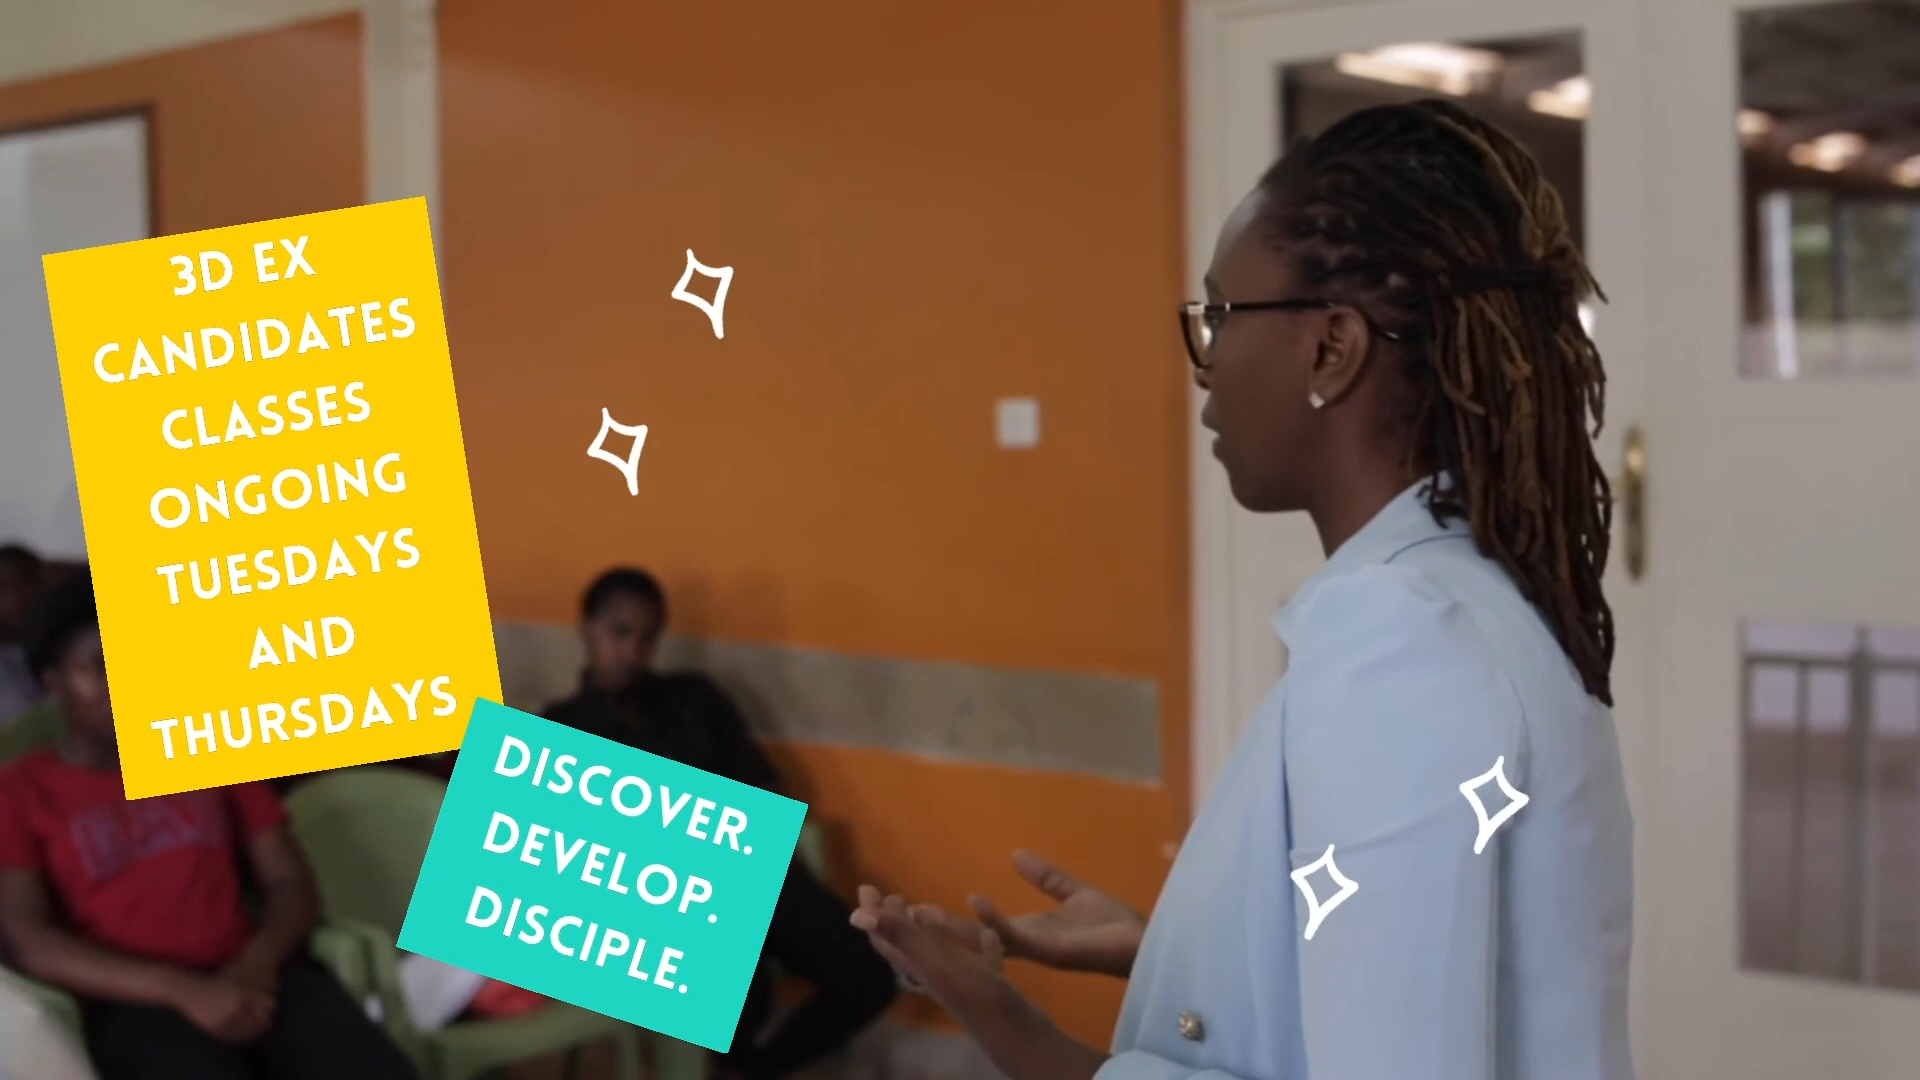 3D EX
CANDIDATES
CLASSES
ONGOING
TUESDAYS
AND
THURSDAYS
DISCOVER.
DEVELOP.
DISCIPLE.